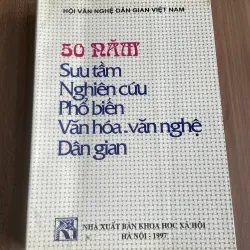 HỘI VĂN NGHỆ DÂN GIAN VIỆT NAM
50 NĂM
Sưu tầm
Nghiên cứu
Phổ biến
Văn hóa.văn nghệ
Dân gian
NHÀ XUẤT BẢN KHOA HỌC XÃ HỘI
HÀ NỘI - 1997